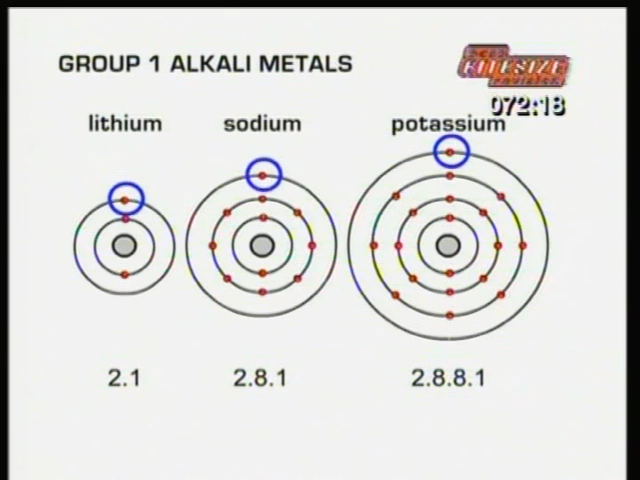 GROUP 1 ALKALI METALS
BITESIZE
072:18
lithium sodium potassium
2.1 2.8.1 2.8.8.1